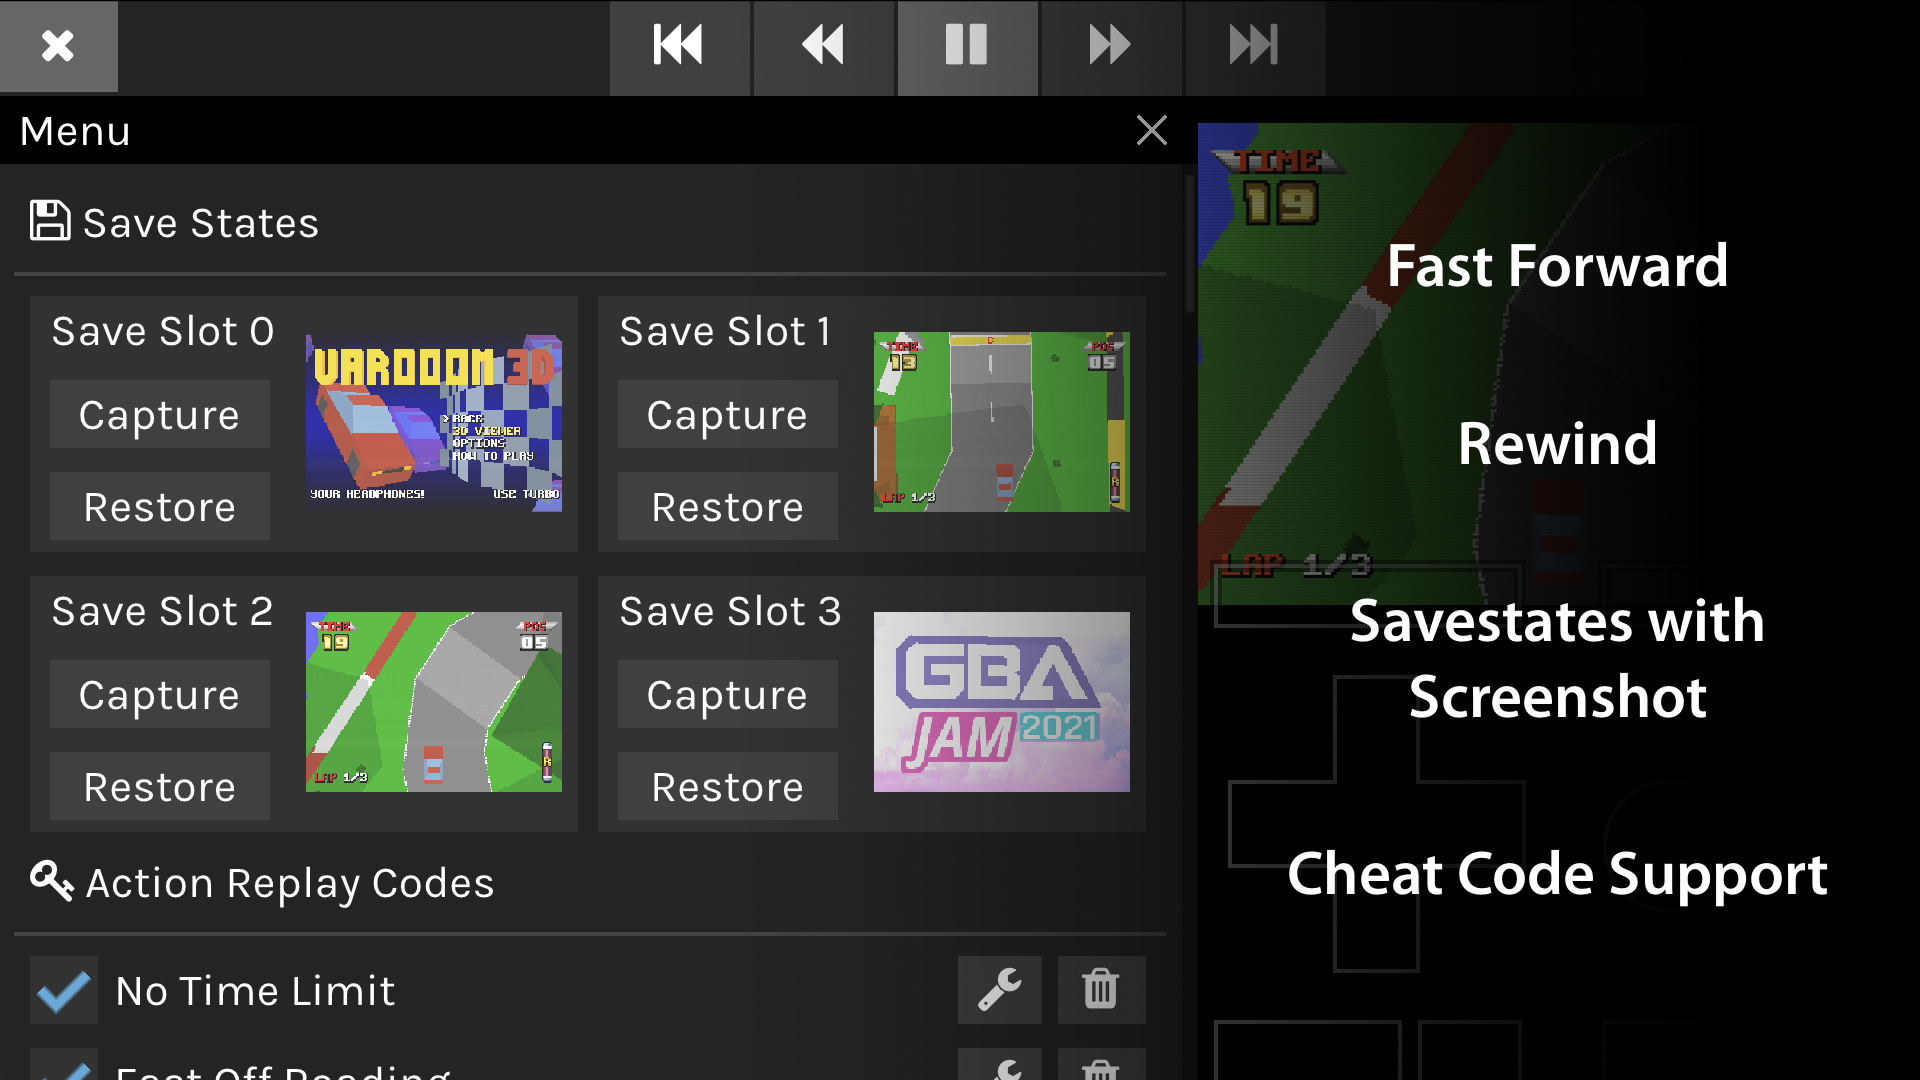 Menu
Save States
Save Slot 0
Capture
Restore
VAROOOM 3D
RACE
3D VIEWER
OPTIONS
HOW TO PLAY
YOUR HEADPHONES!
USE TURBO
Save Slot 1
Capture
Restore
TIME
13
C
POS
05
R
LAP 1/3
Save Slot 2
Capture
Restore
TIME
19
POS
05
R
LAP 1/3
Save Slot 3
Capture
Restore
GBA
JAM 2021
Action Replay Codes
No Time Limit
Fast Off Roading
TIME
19
LAP 1/3
Fast Forward
Rewind
Savestates with
Screenshot
Cheat Code Support